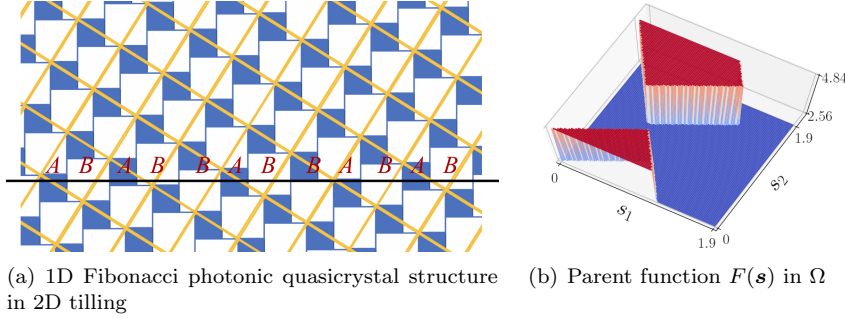 A B A B B A B B A B A B
4.84
2.56
1.9
0
s₁
s₂
1.9 0
(a) 1D Fibonacci photonic quasicrystal structure
in 2D tilling
(b) Parent function F(s) in Ω